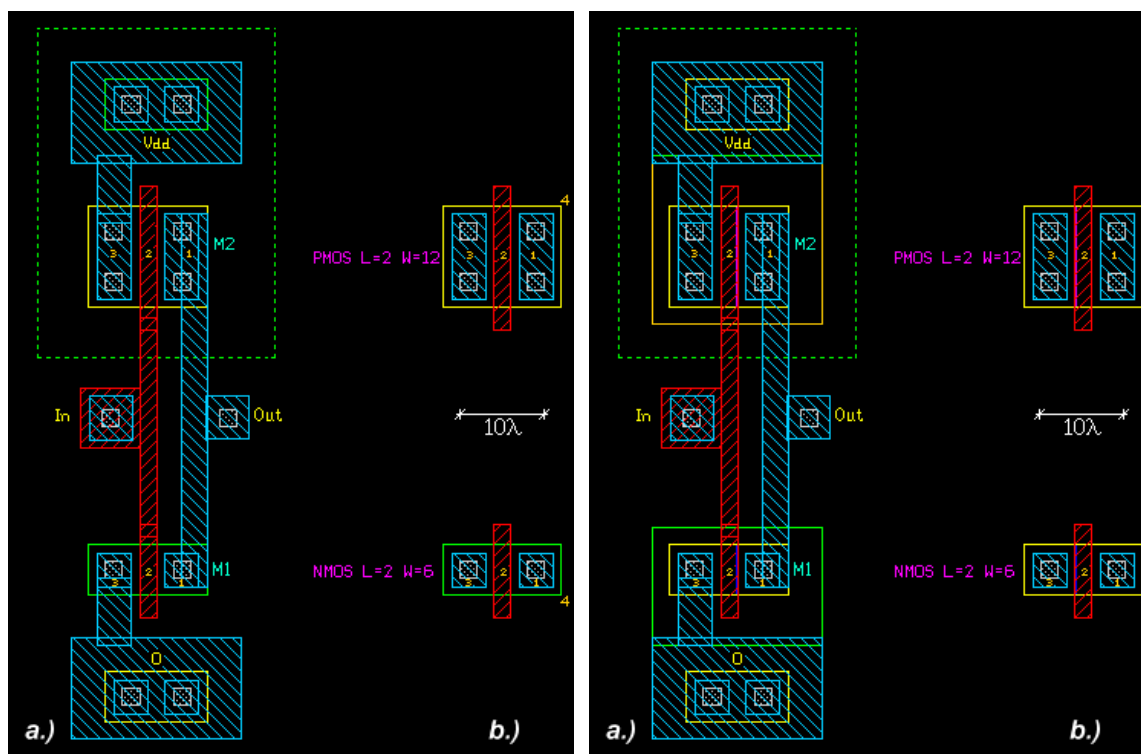 Vdd
4
3 2 1 M2 PMOS L=2 W=12 3 2 1
In Out 10λ
3 2 1 M1 NMOS L=2 W=6 3 2 1
4
0
a.) b.)
Vdd
3 2 1 M2 PMOS L=2 W=12 3 2 1
In Out 10λ
3 2 1 M1 NMOS L=2 W=6 3 2 1
0
a.) b.)